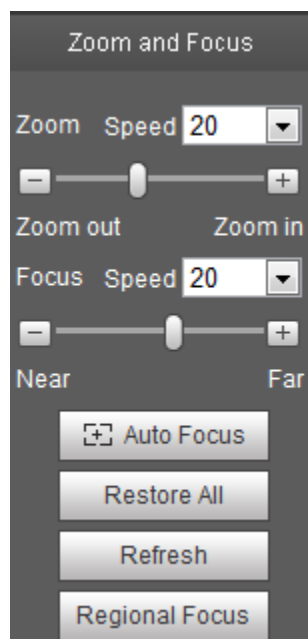 Zoom and Focus
Zoom Speed 20
Zoom out Zoom in
Focus Speed 20
Near Far
Auto Focus
Restore All
Refresh
Regional Focus